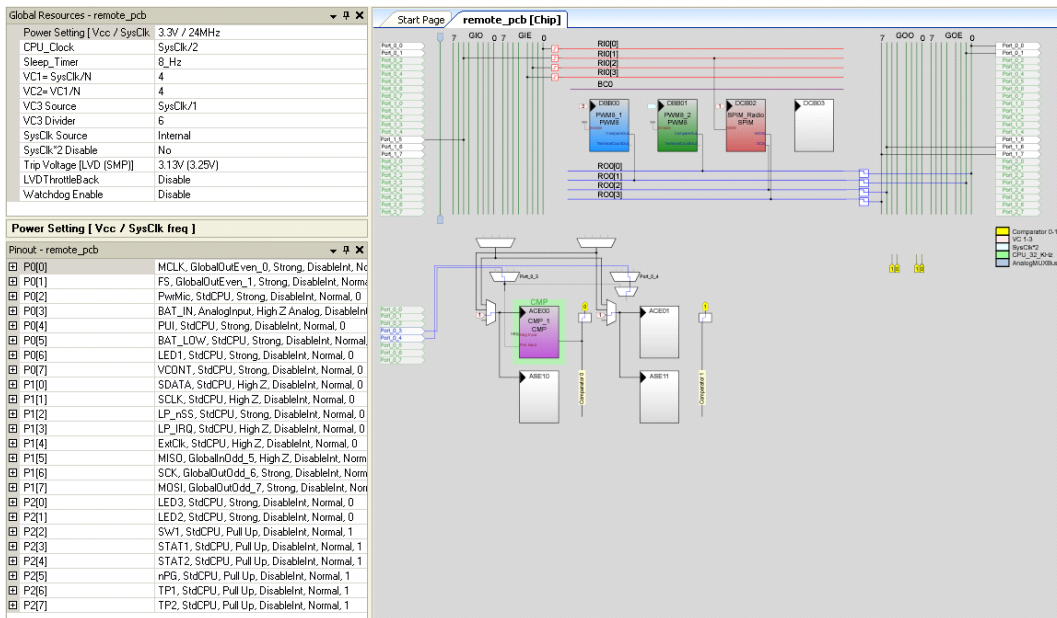 Global Resources - remote_pcb
Power Setting [ Vcc / SysClk 3.3V / 24MHz
CPU_Clock SysClk/2
Sleep_Timer 8_Hz
VC1= SysClk/N 4
VC2= VC1/N 4
VC3 Source SysClk/1
VC3 Divider 6
SysClk Source Internal
SysClk*2 Disable No
Trip Voltage [LVD (SMP)] 3.13V (3.25V)
LVDThrottleBack Disable
Watchdog Enable Disable
Power Setting [ Vcc / SysClk freq ]
Pinout - remote_pcb
P0[0] MCLK, GlobalOutEven_0, Strong, DisableInt, No
P0[1] FS, GlobalOutEven_1, Strong, DisableInt, Norma
P0[2] PwrMic, StdCPU, Strong, DisableInt, Normal, 0
P0[3] BAT_IN, AnalogInput, High Z Analog, DisableIn
P0[4] PUI, StdCPU, Strong, DisableInt, Normal, 0
P0[5] BAT_LOW, StdCPU, Strong, DisableInt, Normal,
P0[6] LED1, StdCPU, Strong, DisableInt, Normal, 0
P0[7] VCONT, StdCPU, Strong, DisableInt, Normal, 0
P1[0] SDATA, StdCPU, High Z, DisableInt, Normal, 0
P1[1] SCLK, StdCPU, High Z, DisableInt, Normal, 0
P1[2] LP_nSS, StdCPU, Strong, DisableInt, Normal, 0
P1[3] LP_IRQ, StdCPU, High Z, DisableInt, Normal, 0
P1[4] ExtClk, StdCPU, High Z, DisableInt, Normal, 0
P1[5] MISO, GlobalInOdd_5, High Z, DisableInt, Norm
P1[6] SCK, GlobalOutOdd_6, Strong, DisableInt, Norm
P1[7] MOSI, GlobalOutOdd_7, Strong, DisableInt, Nor
P2[0] LED3, StdCPU, Strong, DisableInt, Normal, 0
P2[1] LED2, StdCPU, Strong, DisableInt, Normal, 0
P2[2] SW1, StdCPU, Pull Up, DisableInt, Normal, 1
P2[3] STAT1, StdCPU, Pull Up, DisableInt, Normal, 1
P2[4] STAT2, StdCPU, Pull Up, DisableInt, Normal, 1
P2[5] nPG, StdCPU, Pull Up, DisableInt, Normal, 1
P2[6] TP1, StdCPU, Pull Up, DisableInt, Normal, 1
P2[7] TP2, StdCPU, Pull Up, DisableInt, Normal, 1
Start Page remote_pcb [Chip]
7 GIO 0 7 GIE 0
7 GOO 0 7 GOE 0
RI0[0]
RI0[1]
RI0[2]
RI0[3]
BC0
DBB00
PWM8_1
PWM8
DBB01
PWM8_2
PWM8
DCB02
SPIM_Radio
SPIM
DCB03
RO0[0]
RO0[1]
RO0[2]
RO0[3]
Comparator 0-1
VC 1-3
SysClk*2
CPU_32_KHz
AnalogMUXBus
Port_0_3
Port_0_4
CMP
ACE00
CMP_1
CMP
ACE01
ASE10
ASE11
Comparator 0
Comparator 1